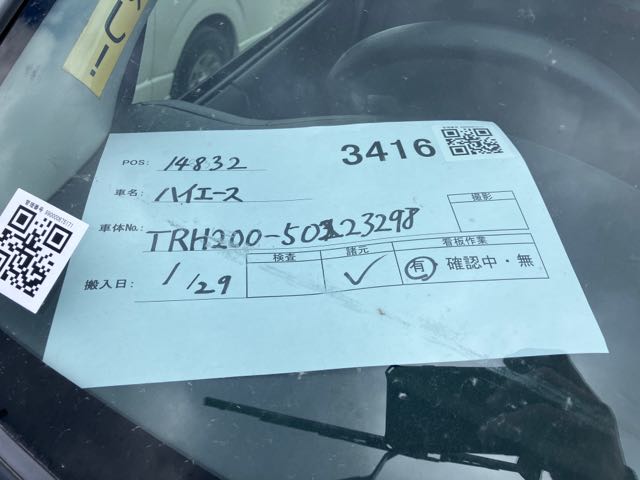 POS: 14832 3416
車名: ハイエース
車体No.: TRH200-50223298
撮影
検査 諸元 看板作業
搬入日: 1/29 ✓ 有 確認中・無